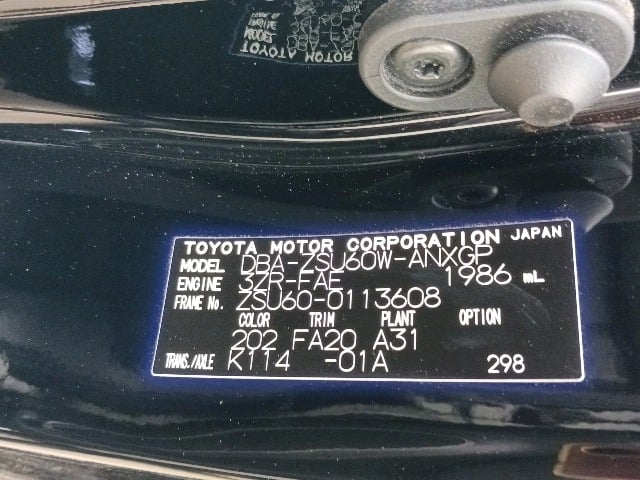 TOYOTA MOTOR CORPORATION JAPAN
MODEL DBA-ZSU60W-ANXGP
ENGINE 3ZR-FAE 1986 mL
FRAME No. ZSU60-0113608
COLOR TRIM PLANT OPTION
202 FA20 A31
TRANS./AXLE K114 -01A 298